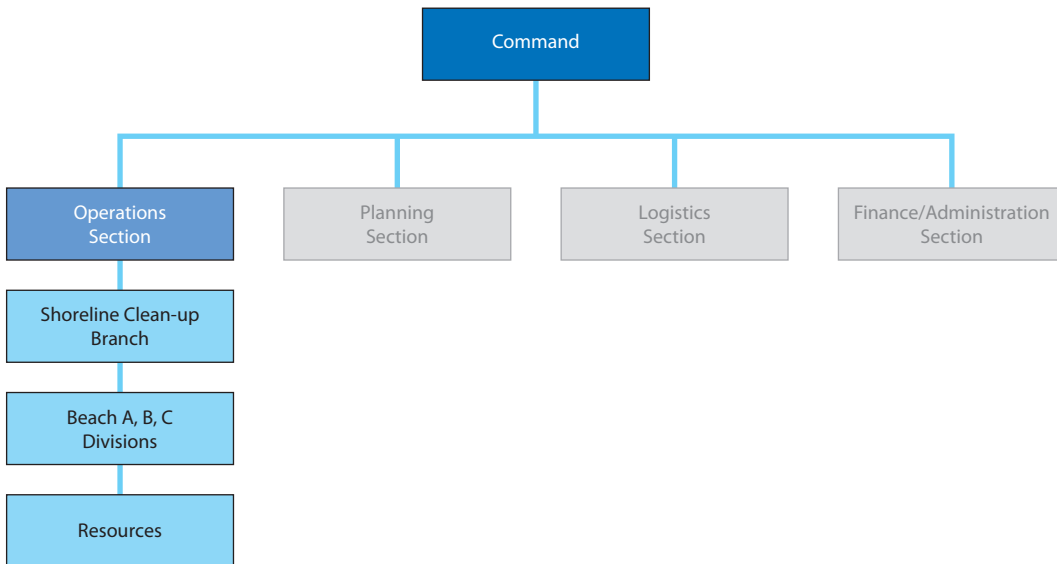 Command
Operations
Section
Planning
Section
Logistics
Section
Finance/Administration
Section
Shoreline Clean-up
Branch
Beach A, B, C
Divisions
Resources